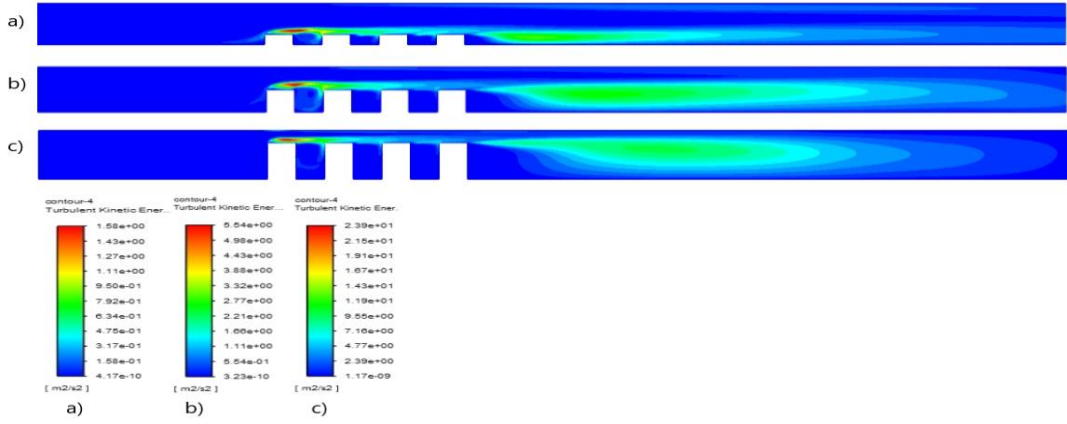 a)
b)
c)
contour-4
Turbulent Kinetic Ener...
1.58e+00
1.43e+00
1.27e+00
1.11e+00
9.50e-01
7.92e-01
6.34e-01
4.75e-01
3.17e-01
1.58e-01
4.17e-10
[ m2/s2 ]
a)
contour-4
Turbulent Kinetic Ener...
5.54e+00
4.98e+00
4.43e+00
3.88e+00
3.32e+00
2.77e+00
2.21e+00
1.66e+00
1.11e+00
5.54e-01
3.23e-10
[ m2/s2 ]
b)
contour-4
Turbulent Kinetic Ener.
2.39e+01
2.15e+01
1.91e+01
1.67e+01
1.43e+01
1.19e+01
9.55e+00
7.16e+00
4.77e+00
2.39e+00
1.17e-09
[ m2/s2 ]
c)